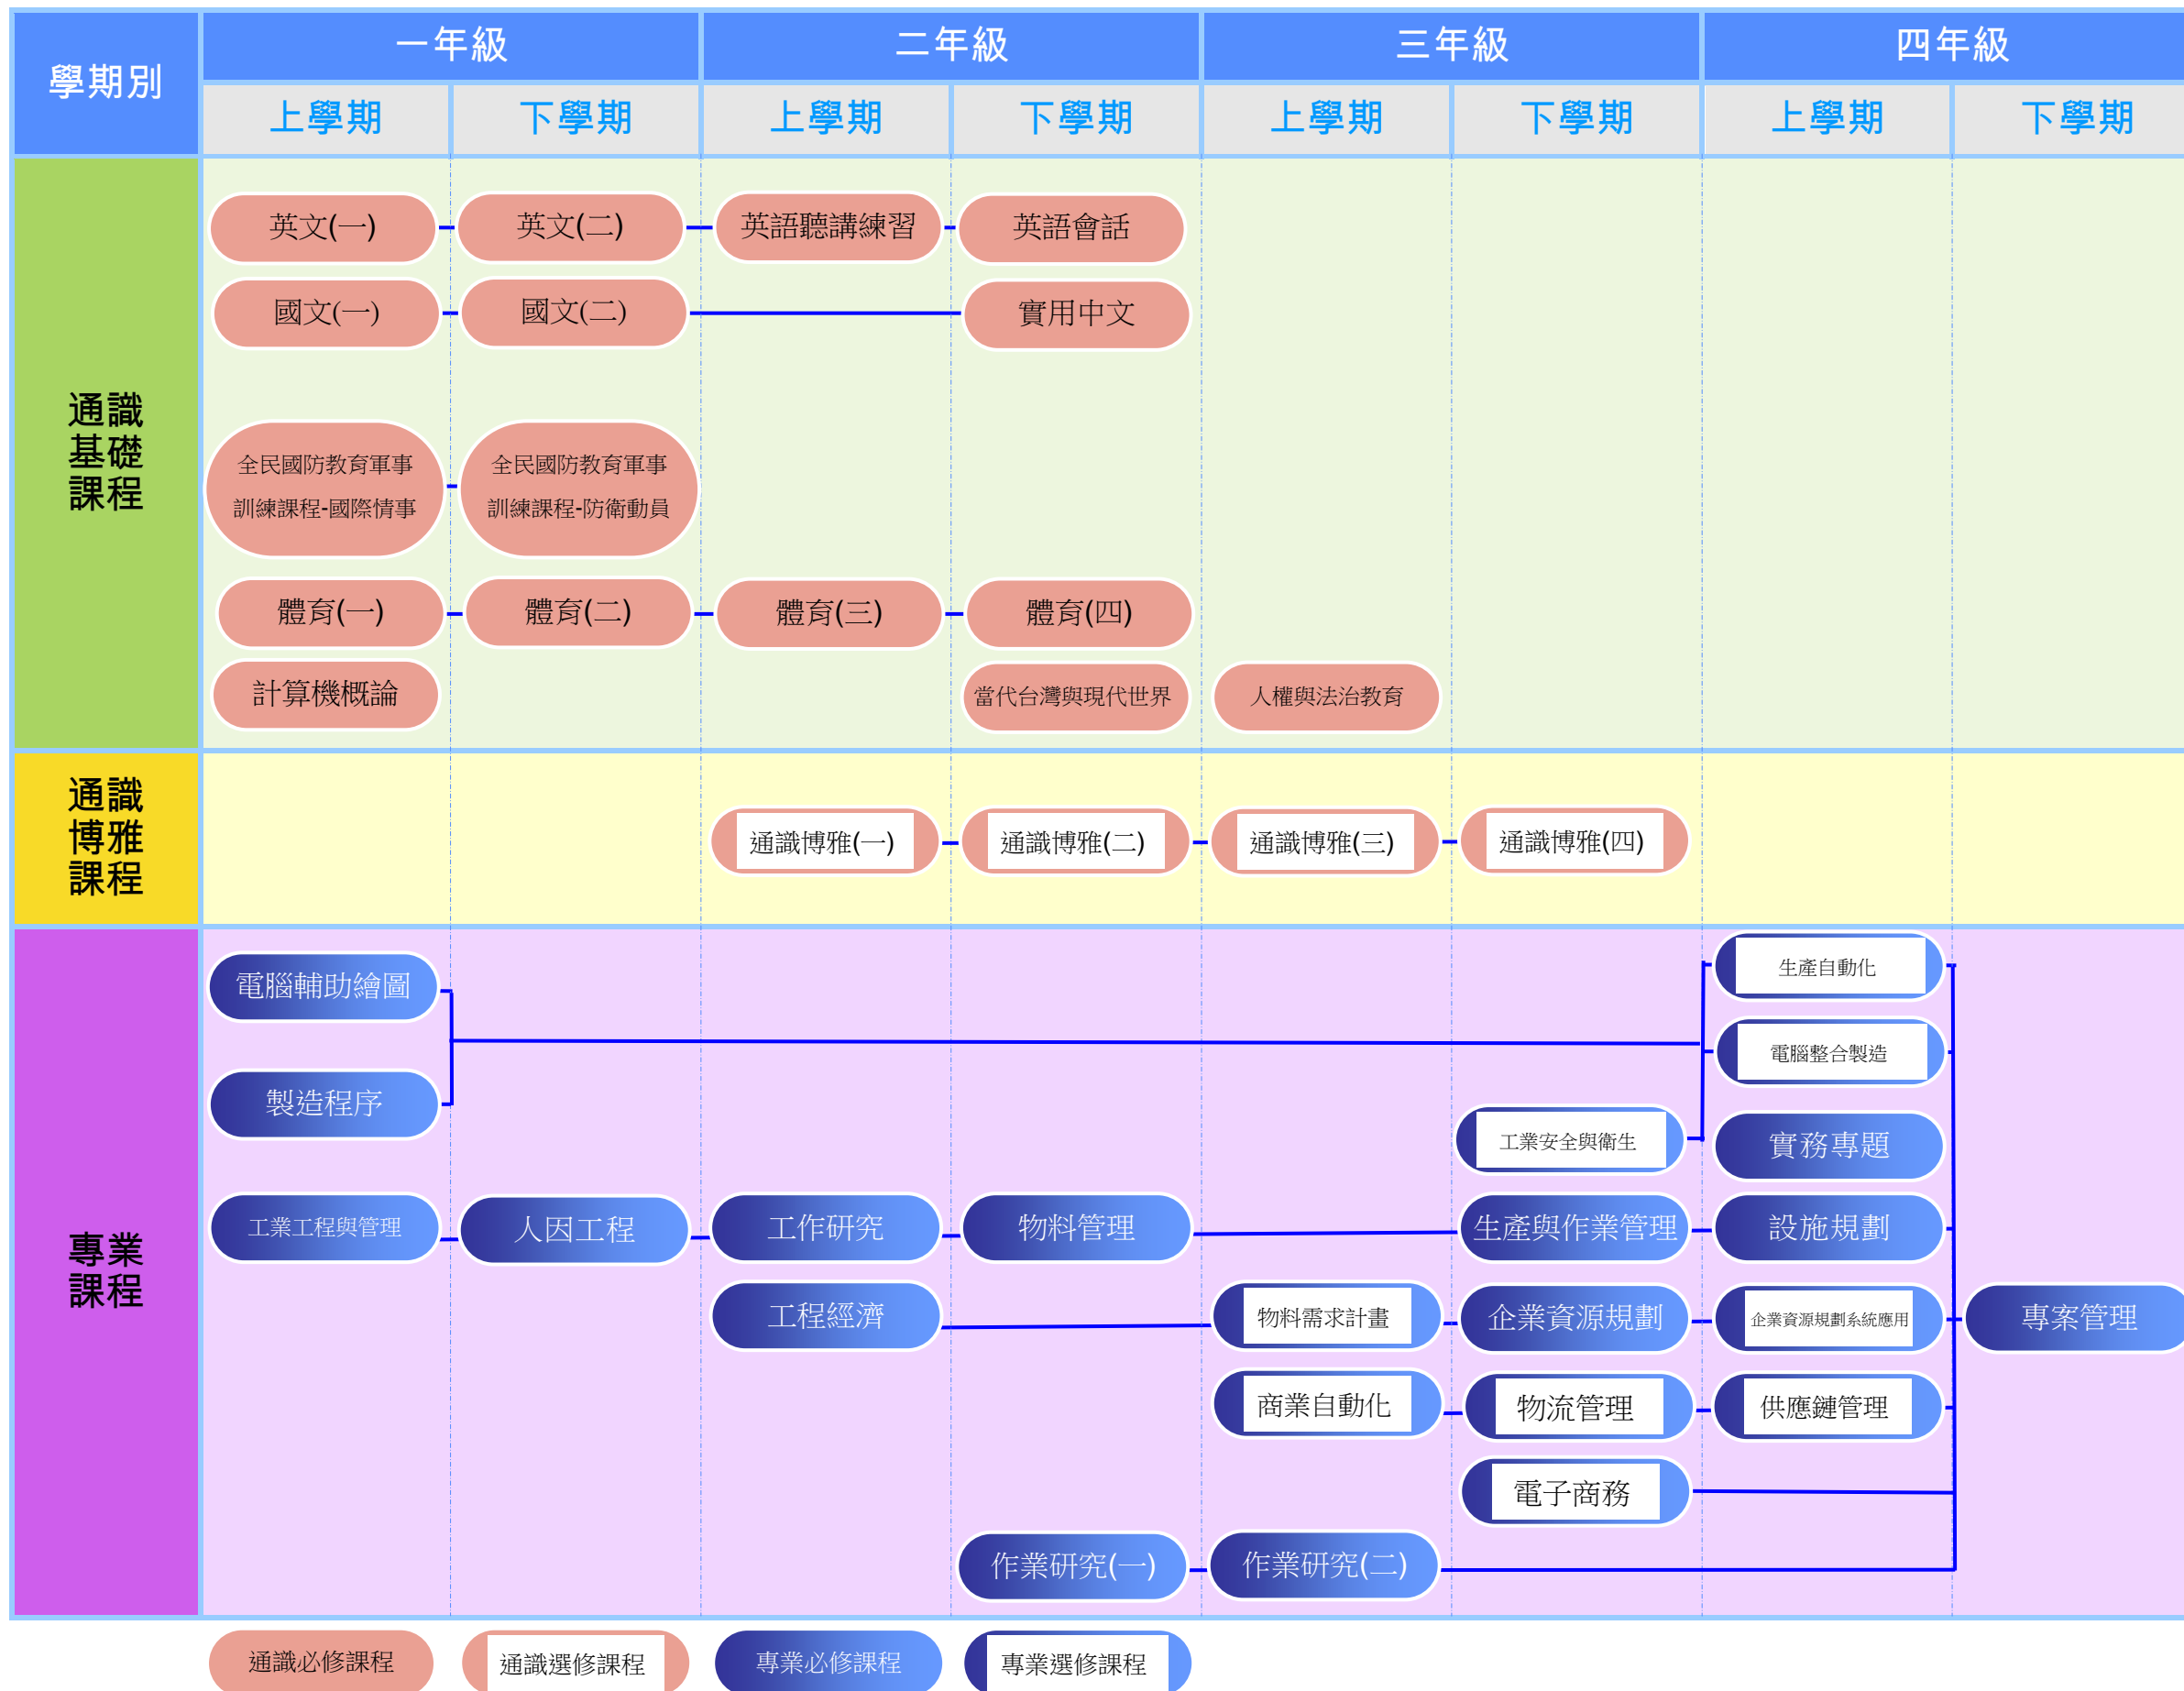 學期別
一年級
二年級
三年級
四年級
上學期
下學期
上學期
下學期
上學期
下學期
上學期
下學期
通識
基礎
課程
英文(一)
英文(二)
英語聽講練習
英語會話
國文(一)
國文(二)
實用中文
全民國防教育軍事
訓練課程-國際情事
全民國防教育軍事
訓練課程-防衛動員
體育(一)
體育(二)
體育(三)
體育(四)
計算機概論
當代台灣與現代世界
人權與法治教育
通識
博雅
課程
通識博雅(一)
通識博雅(二)
通識博雅(三)
通識博雅(四)
專業
課程
電腦輔助繪圖
生產自動化
電腦整合製造
製造程序
工業安全與衛生
實務專題
工業工程與管理
人因工程
工作研究
物料管理
生產與作業管理
設施規劃
工程經濟
物料需求計畫
企業資源規劃
企業資源規劃系統應用
專案管理
商業自動化
物流管理
供應鏈管理
電子商務
作業研究(一)
作業研究(二)
通識必修課程
通識選修課程
專業必修課程
專業選修課程